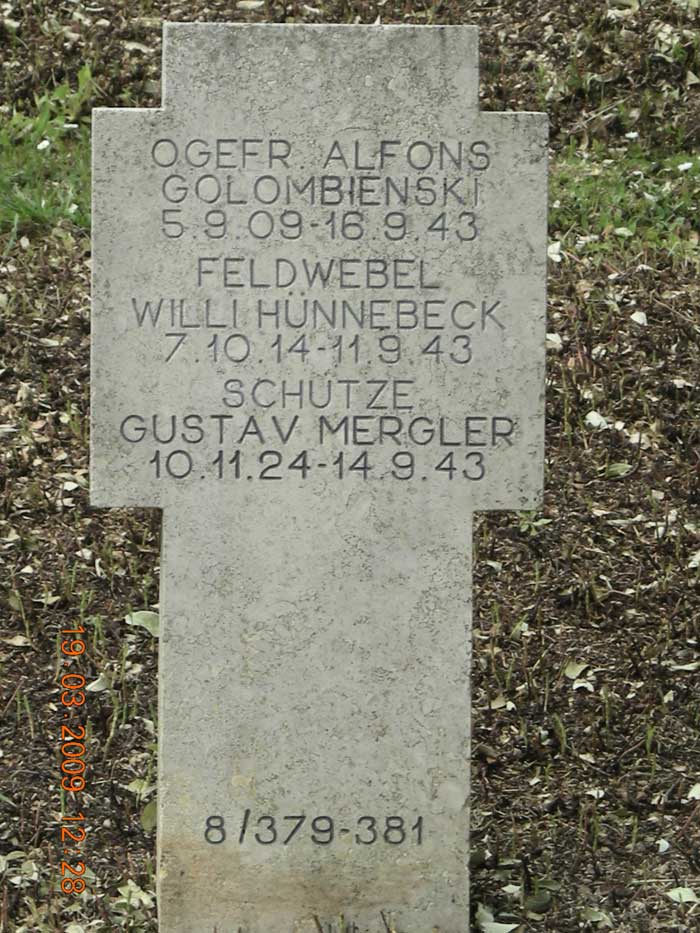 OGEFR. ALFONS
GOLOMBIENSKI
5.9.09-16.9.43
FELDWEBEL
WILLI HÜNNEBECK
7.10.14-11.9.43
SCHÜTZE
GUSTAV MERGLER
10.11.24-14.9.43
8/379-381
19.03.2009 12:28